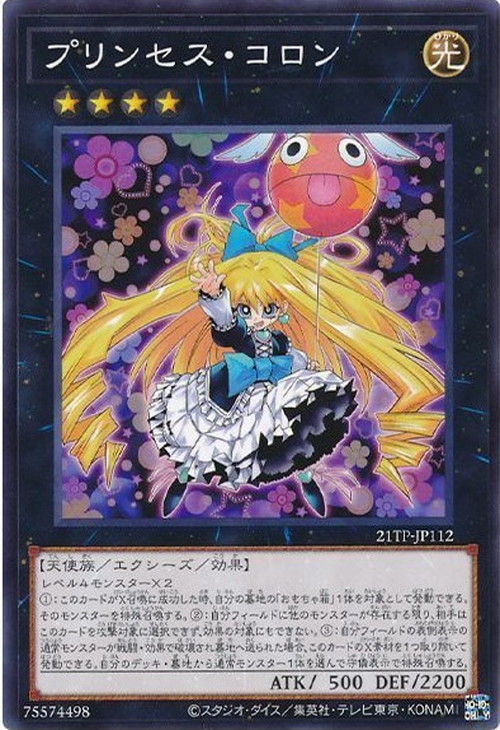 プリンセス・コロン
光
21TP-JP112
【天使族/エクシーズ/効果】
レベル4モンスター×2
①:このカードがX召喚に成功した時、自分の墓地の「おもちゃ箱」1体を対象として発動できる。
そのモンスターを特殊召喚する。②:自分フィールドに他のモンスターが存在する限り、相手は
このカードを攻撃対象に選択できず、効果の対象にもできない。③:自分フィールドの表側表示の
通常モンスターが戦闘・効果で破壊され墓地へ送られた場合、このカードのX素材を1つ取り除いて
発動できる。自分のデッキ・墓地から通常モンスター1体を選んで守備表示で特殊召喚する。
ATK/ 500 DEF/2200
75574498
©スタジオ・ダイス/集英社・テレビ東京・KONAMI